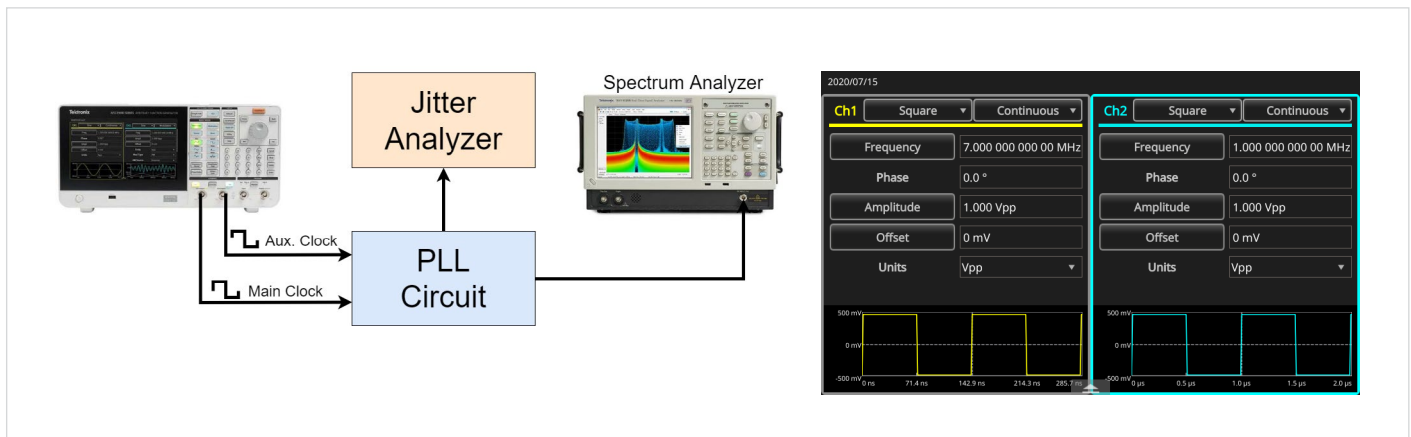 Jitter
Analyzer
Spectrum Analyzer
Tektronix
Aux. Clock
Main Clock
PLL
Circuit
2020/07/15
Ch1 Square Continuous
Frequency 7.000 000 000 00 MHz
Phase 0.0 °
Amplitude 1.000 Vpp
Offset 0 mV
Units Vpp
500 mV
0 mV
-500 mV
0 ns 71.4 ns 142.9 ns 214.3 ns 285.7 ns
Ch2 Square Continuous
Frequency 1.000 000 000 00 MHz
Phase 0.0 °
Amplitude 1.000 Vpp
Offset 0 mV
Units Vpp
500 mV
0 mV
-500 mV
0 µs 0.5 µs 1.0 µs 1.5 µs 2.0 µs